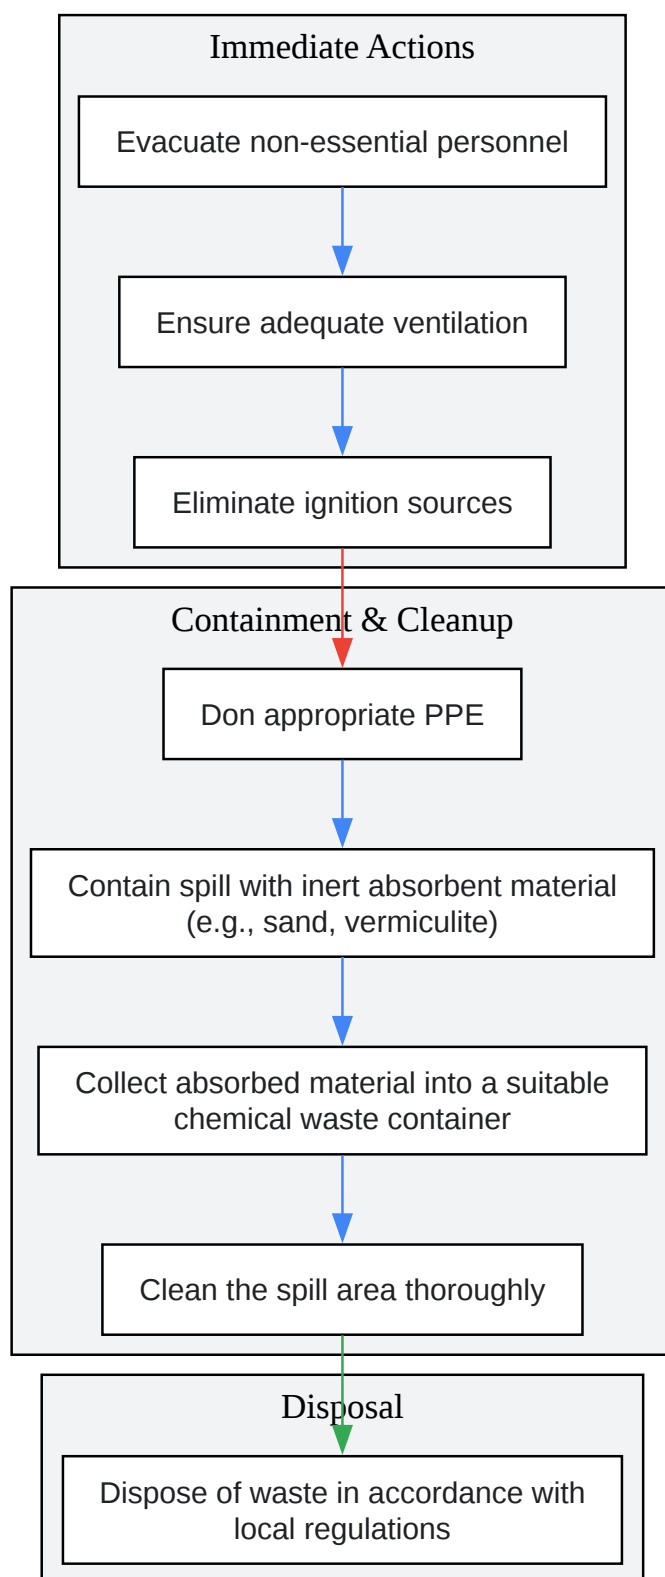 Immediate Actions
Evacuate non-essential personnel
Ensure adequate ventilation
Eliminate ignition sources
Containment & Cleanup
Don appropriate PPE
Contain spill with inert absorbent material
(e.g., sand, vermiculite)
Collect absorbed material into a suitable
chemical waste container
Clean the spill area thoroughly
Disposal
Dispose of waste in accordance with
local regulations